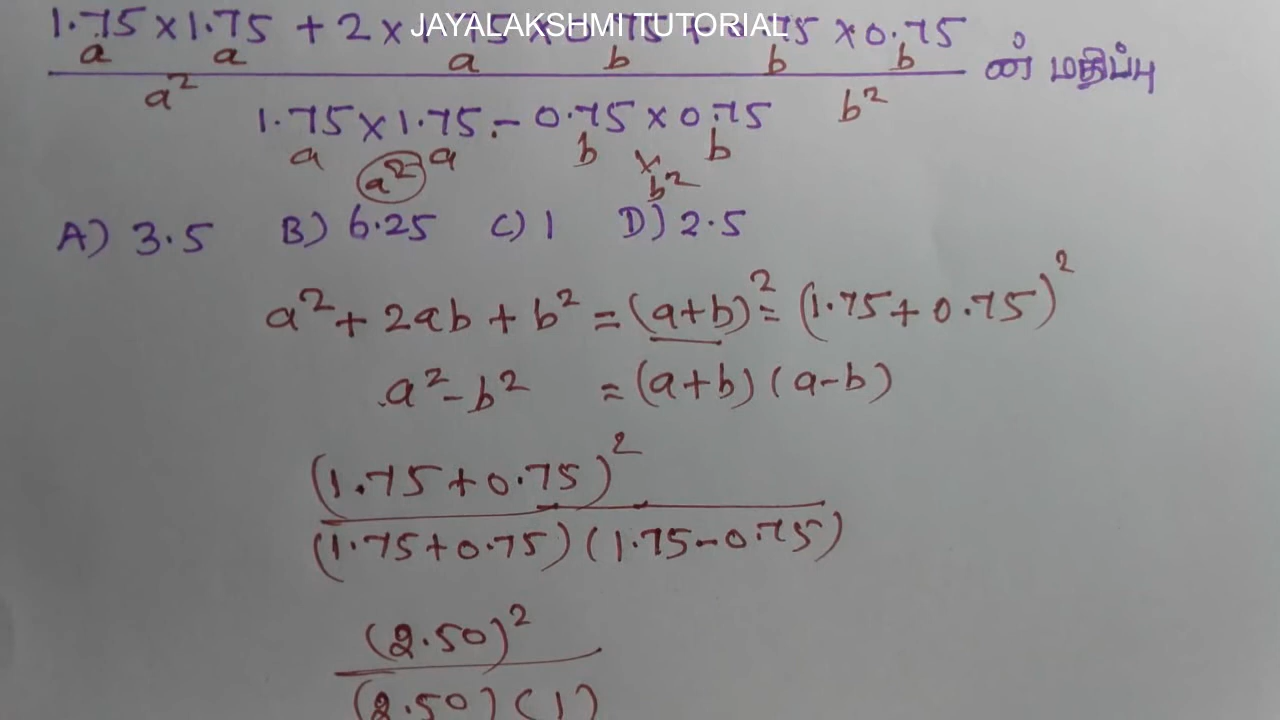 JAYALAKSHMI TUTORIAL
1.75 × 1.75 + 2 × 1.75 × 0.75 + 0.75 × 0.75
a a a b b b
ன் மதிப்பு
a² b²
1.75 × 1.75 - 0.75 × 0.75
a a b b
a² × b²
A) 3.5 B) 6.25 C) 1 D) 2.5
a² + 2ab + b² = (a+b)² = (1.75 + 0.75)²
a² - b² = (a+b) (a-b)
(1.75 + 0.75)²
(1.75 + 0.75) (1.75 - 0.75)
(2.50)²
(2.50) (1)